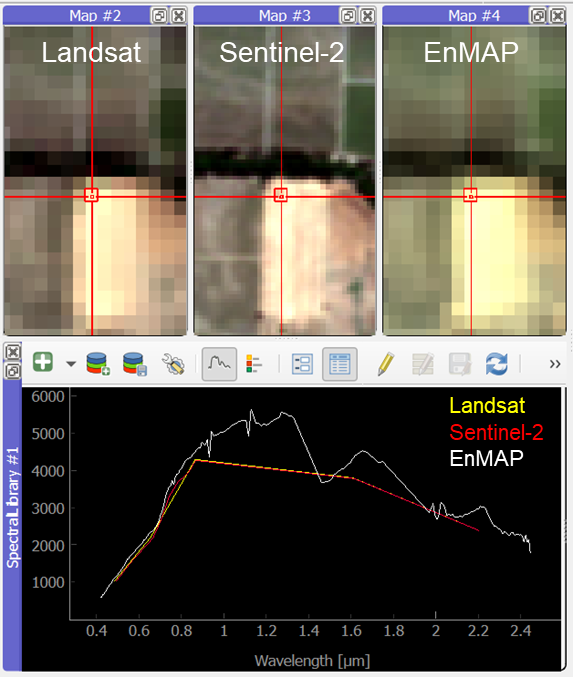 Map #2
Map #3
Map #4
Landsat
Sentinel-2
EnMAP
SpectralLibrary #1
Landsat
Sentinel-2
EnMAP
6000
5000
4000
3000
2000
1000
0.4 0.6 0.8 1 1.2 1.4 1.6 1.8 2 2.2 2.4
Wavelength [µm]